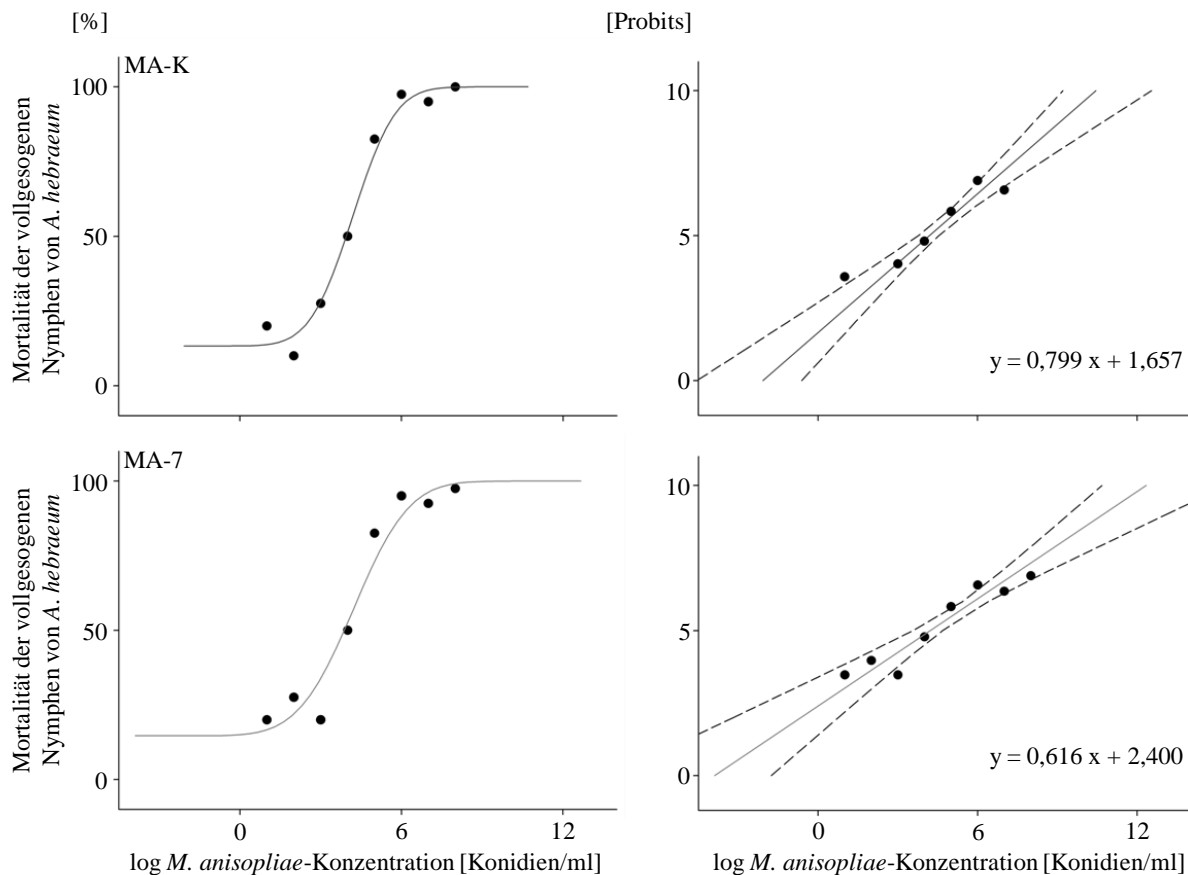 [%]
[Probits]
MA-K
Mortalität der vollgesogenen
Nymphen von A. hebraeum
100
50
0
10
5
0
y = 0,799 x + 1,657
MA-7
Mortalität der vollgesogenen
Nymphen von A. hebraeum
100
50
0
0 6 12
log M. anisopliae-Konzentration [Konidien/ml]
10
5
0
y = 0,616 x + 2,400
0 6 12
log M. anisopliae-Konzentration [Konidien/ml]